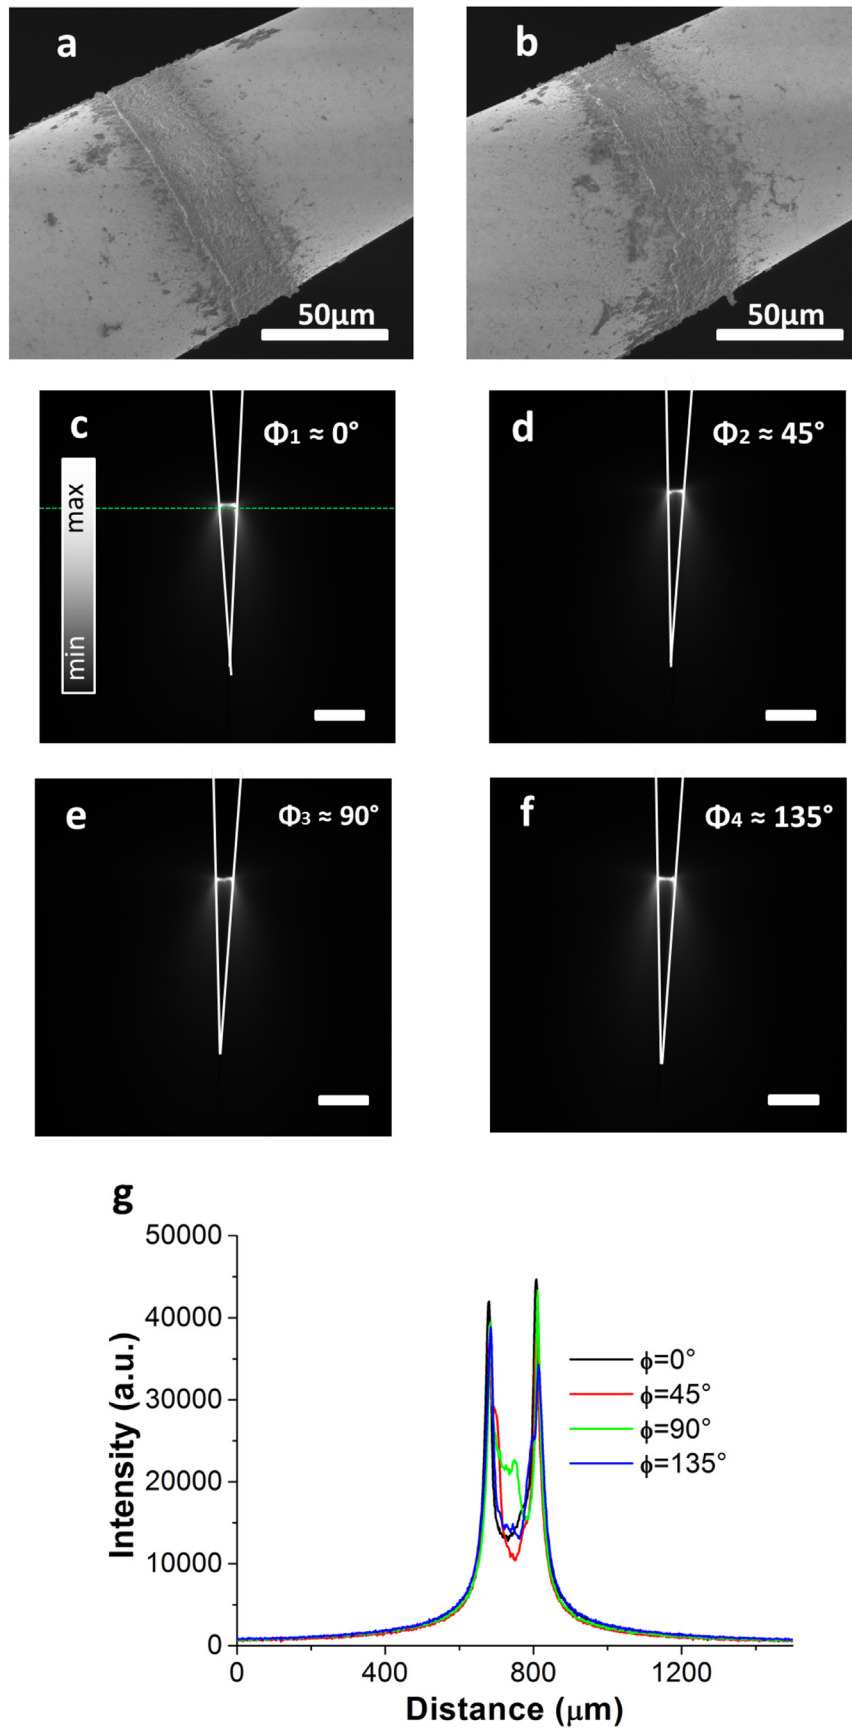 a
b
50μm
50μm
c
Φ1 ≈ 0°
d
Φ2 ≈ 45°
max
min
e
Φ3 ≈ 90°
f
Φ4 ≈ 135°
g
50000
40000
30000
20000
10000
0
Intensity (a.u.)
ϕ=0°
ϕ=45°
ϕ=90°
ϕ=135°
0 400 800 1200
Distance (μm)